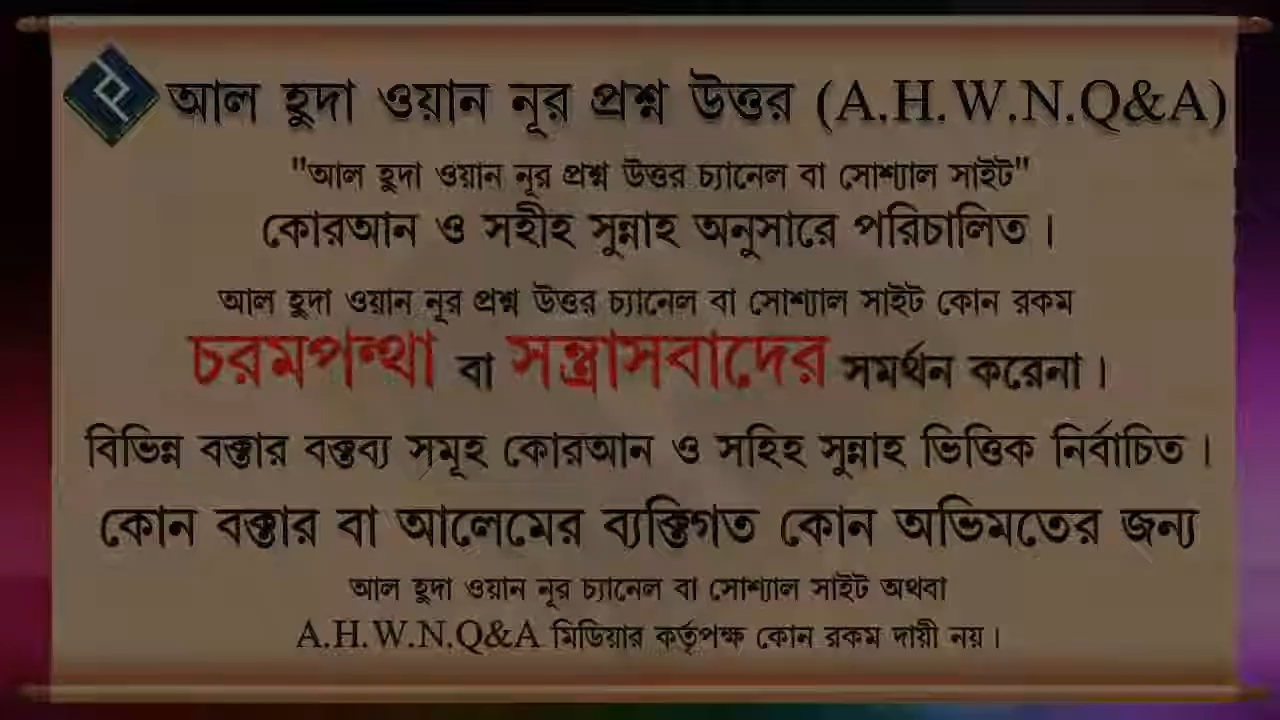 আল হুদা ওয়ান নূর প্রশ্ন উত্তর (A.H.W.N.Q&A)
"আল হুদা ওয়ান নূর প্রশ্ন উত্তর চ্যানেল বা সোশ্যাল সাইট"
কোরআন ও সহীহ সুন্নাহ অনুসারে পরিচালিত।
আল হুদা ওয়ান নূর প্রশ্ন উত্তর চ্যানেল বা সোশ্যাল সাইট কোন রকম
চরমপন্থা বা সন্ত্রাসবাদের সমর্থন করেনা।
বিভিন্ন বক্তার বক্তব্য সমূহ কোরআন ও সহিহ সুন্নাহ ভিত্তিক নির্বাচিত।
কোন বক্তার বা আলেমের ব্যক্তিগত কোন অভিমতের জন্য
আল হুদা ওয়ান নূর চ্যানেল বা সোশ্যাল সাইট অথবা
A.H.W.N.Q&A মিডিয়ার কর্তৃপক্ষ কোন রকম দায়ী নয়।